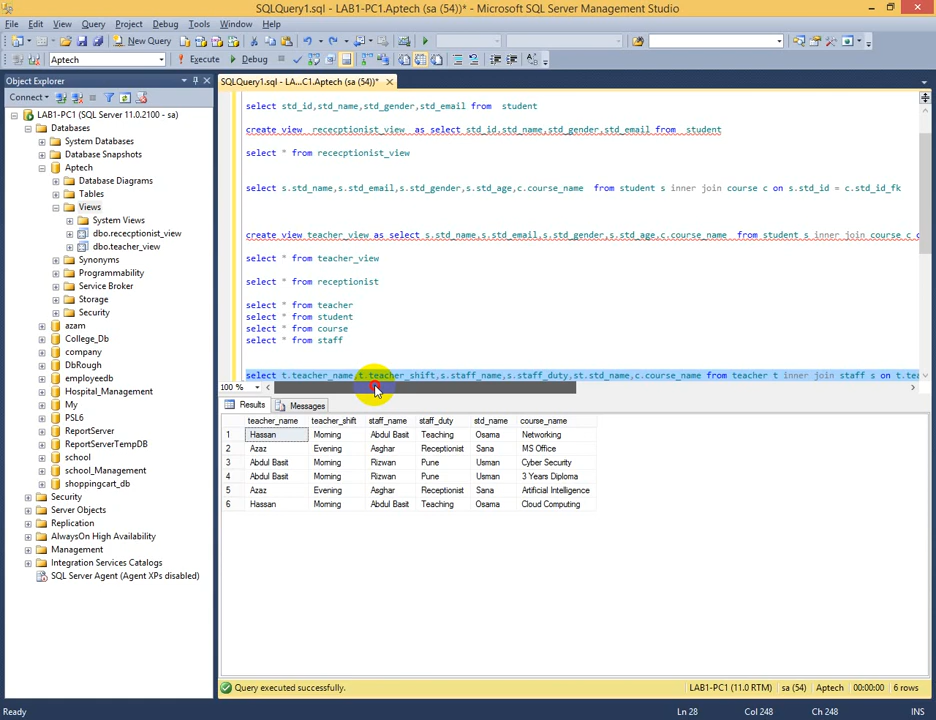 SQLQuery1.sql - LAB1-PC1.Aptech (sa (54))* - Microsoft SQL Server Management Studio
File Edit View Query Project Debug Tools Window Help
New Query
Aptech Execute Debug
Object Explorer
Connect
LAB1-PC1 (SQL Server 11.0.2100 - sa)
Databases
System Databases
Database Snapshots
Aptech
Database Diagrams
Tables
Views
System Views
dbo.rececptionist_view
dbo.teacher_view
Synonyms
Programmability
Service Broker
Storage
Security
azam
College_Db
company
DbRough
employeedb
Hospital_Management
My
PSL6
ReportServer
ReportServerTempDB
school
school_Management
shoppingcart_db
Security
Server Objects
Replication
AlwaysOn High Availability
Management
Integration Services Catalogs
SQL Server Agent (Agent XPs disabled)
SQLQuery1.sql - LA...C1.Aptech (sa (54))*
select std_id,std_name,std_gender,std_email from student
create view rececptionist_view as select std_id,std_name,std_gender,std_email from student
select * from rececptionist_view
select s.std_name,s.std_email,s.std_gender,s.std_age,c.course_name from student s inner join course c on s.std_id = c.std_id_fk
create view teacher_view as select s.std_name,s.std_email,s.std_gender,s.std_age,c.course_name from student s inner join course c o
select * from teacher_view
select * from receptionist
select * from teacher
select * from student
select * from course
select * from staff
select t.teacher_name,t.teacher_shift,s.staff_name,s.staff_duty,st.std_name,c.course_name from teacher t inner join staff s on t.tea
100 %
Results Messages
teacher_name teacher_shift staff_name staff_duty std_name course_name
1 Hassan Morning Abdul Basit Teaching Osama Networking
2 Azaz Evening Asghar Receptionist Sana MS Office
3 Abdul Basit Morning Rizwan Pune Usman Cyber Security
4 Abdul Basit Morning Rizwan Pune Usman 3 Years Diploma
5 Azaz Evening Asghar Receptionist Sana Artificial Intelligence
6 Hassan Morning Abdul Basit Teaching Osama Cloud Computing
Query executed successfully. LAB1-PC1 (11.0 RTM) sa (54) Aptech 00:00:00 6 rows
Ready Ln 28 Col 248 Ch 248 INS